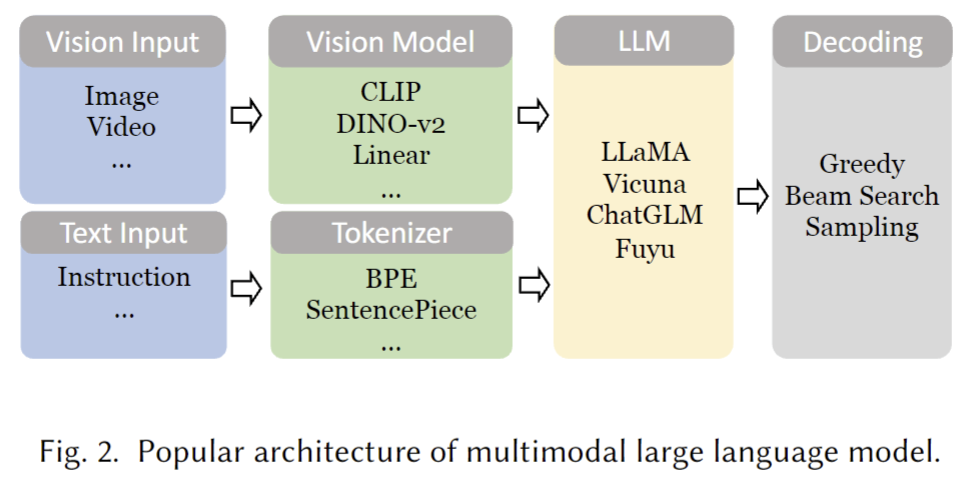 Vision Input
Image
Video
...
Vision Model
CLIP
DINO-v2
Linear
...
Text Input
Instruction
...
Tokenizer
BPE
SentencePiece
...
LLM
LLaMA
Vicuna
ChatGLM
Fuyu
Decoding
Greedy
Beam Search
Sampling
Fig. 2. Popular architecture of multimodal large language model.